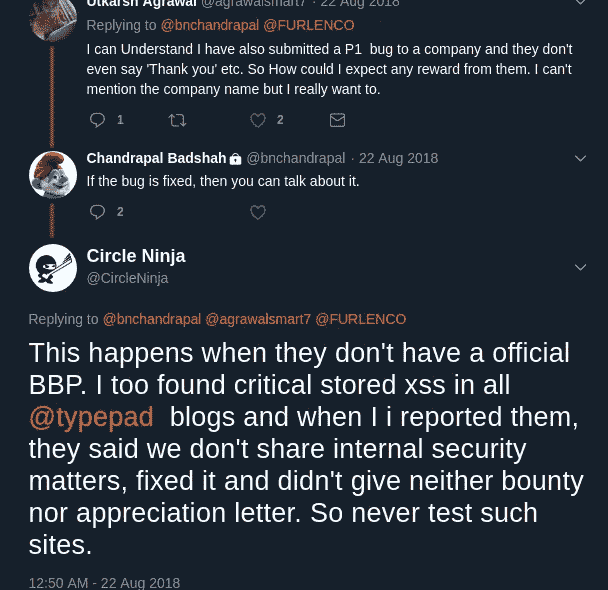 Utkarsh Agrawal @agrawalsmart7 · 22 Aug 2018
Replying to @bnchandrapal @FURLENCO
I can Understand I have also submitted a P1 bug to a company and they don't
even say 'Thank you' etc. So How could I expect any reward from them. I can't
mention the company name but I really want to.
1 2
Chandrapal Badshah @bnchandrapal · 22 Aug 2018
If the bug is fixed, then you can talk about it.
2
Circle Ninja
@CircleNinja
Replying to @bnchandrapal @agrawalsmart7 @FURLENCO
This happens when they don't have a official
BBP. I too found critical stored xss in all
@typepad blogs and when I i reported them,
they said we don't share internal security
matters, fixed it and didn't give neither bounty
nor appreciation letter. So never test such
sites.
12:50 AM - 22 Aug 2018